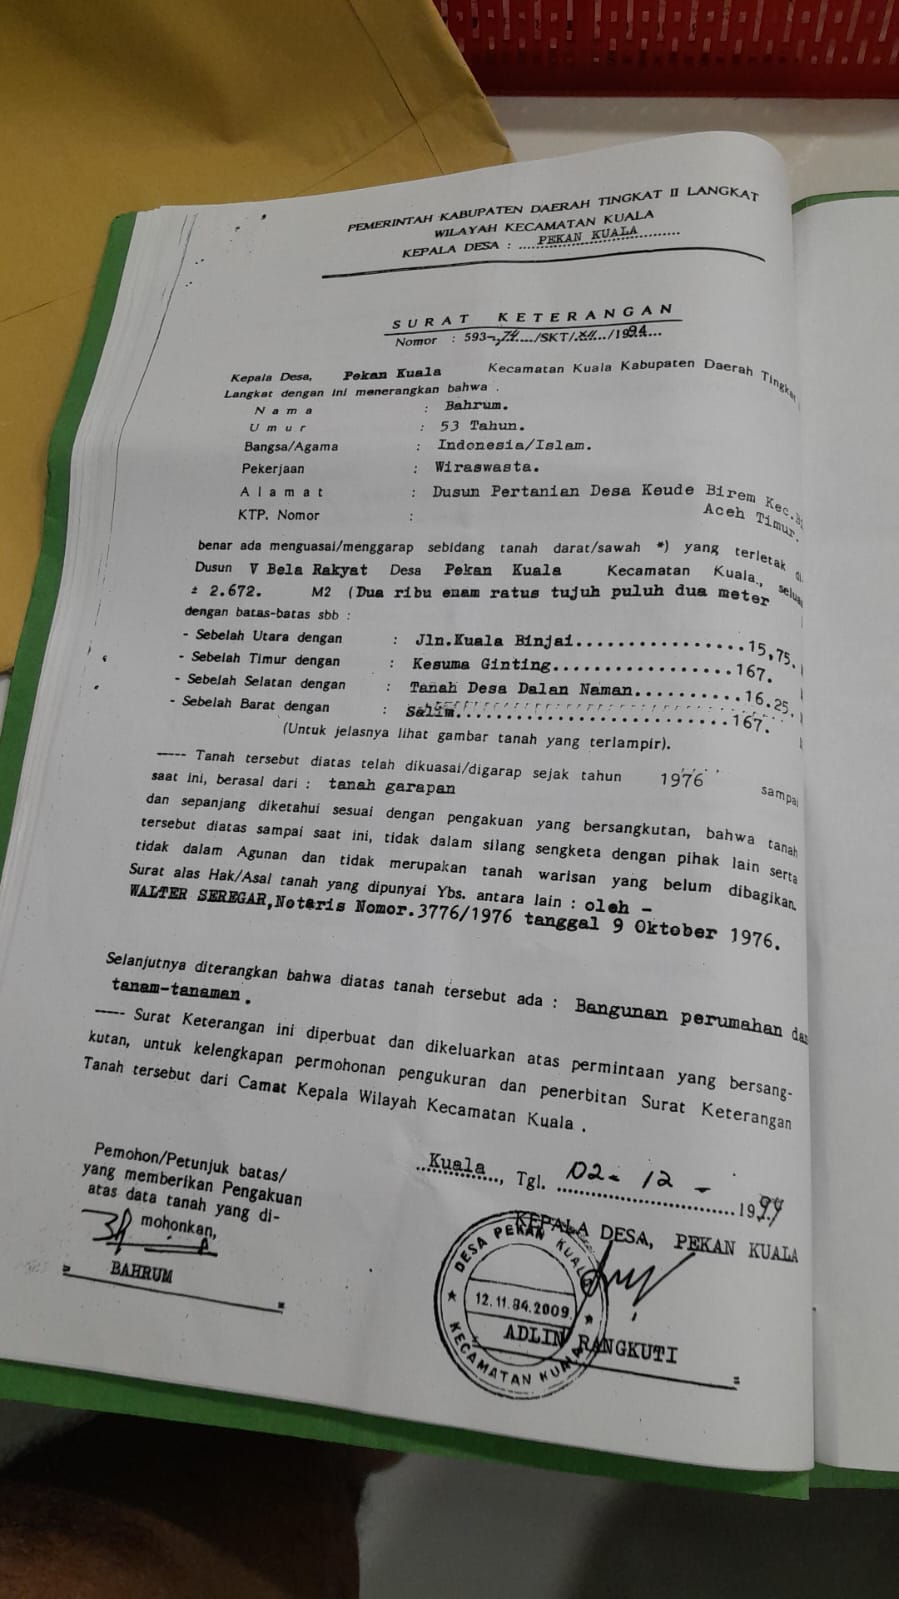 PEMERINTAH KABUPATEN DAERAH TINGKAT II LANGKAT
WILAYAH KECAMATAN KUALA
KEPALA DESA : ....PEKAN KUALA..........
SURAT KETERANGAN
Nomor : 593-,74..../SKT/.XII../1994...
Kepala Desa, Pekan Kuala Kecamatan Kuala Kabupaten Daerah Tingkat
Langkat dengan ini menerangkan bahwa .
Nama : Bahrum.
Umur : 53 Tahun.
Bangsa/Agama : Indonesia/Islam.
Pekerjaan : Wiraswasta.
Alamat : Dusun Pertanian Desa Keude Birem Kec.
Aceh Timur.
KTP. Nomor :
benar ada menguasai/menggarap sebidang tanah darat/sawah *) yang terletak di
Dusun V Bela Rakyat Desa Pekan Kuala Kecamatan Kuala., seluas
± 2.672. M2 (Dua ribu enam ratus tujuh puluh dua meter
dengan batas-batas sbb :
- Sebelah Utara dengan : Jln.Kuala Binjai...............15,75.
- Sebelah Timur dengan : Kesuma Ginting.................167.
- Sebelah Selatan dengan : Tanah Desa Dalan Naman..........16.25.
- Sebelah Barat dengan : Salim...........................167.
(Untuk jelasnya lihat gambar tanah yang terlampir).
----- Tanah tersebut diatas telah dikuasai/digarap sejak tahun 1976 sampai
saat ini, berasal dari : tanah garapan
dan sepanjang diketahui sesuai dengan pengakuan yang bersangkutan, bahwa tanah
tersebut diatas sampai saat ini, tidak dalam silang sengketa dengan pihak lain serta
tidak dalam Agunan dan tidak merupakan tanah warisan yang belum dibagikan.
Surat alas Hak/Asal tanah yang dipunyai Ybs. antara lain : oleh -
WALTER SEREGAR,Notaris Nomor.3776/1976 tanggal 9 Oktober 1976.
Selanjutnya diterangkan bahwa diatas tanah tersebut ada : Bangunan perumahan dan
tanam-tanaman.
----- Surat Keterangan ini diperbuat dan dikeluarkan atas permintaan yang bersang-
kutan, untuk kelengkapan permohonan pengukuran dan penerbitan Surat Keterangan
Tanah tersebut dari Camat Kepala Wilayah Kecamatan Kuala .
Pemohon/Petunjuk batas/
yang memberikan Pengakuan
atas data tanah yang di-
mohonkan,
BAHRUM
..Kuala.., Tgl. 02- 12 - 1994
KEPALA DESA, PEKAN KUALA
DESA PEKAN KUALA
12.11.84.2009
KECAMATAN KUALA
ADLIN RANGKUTI